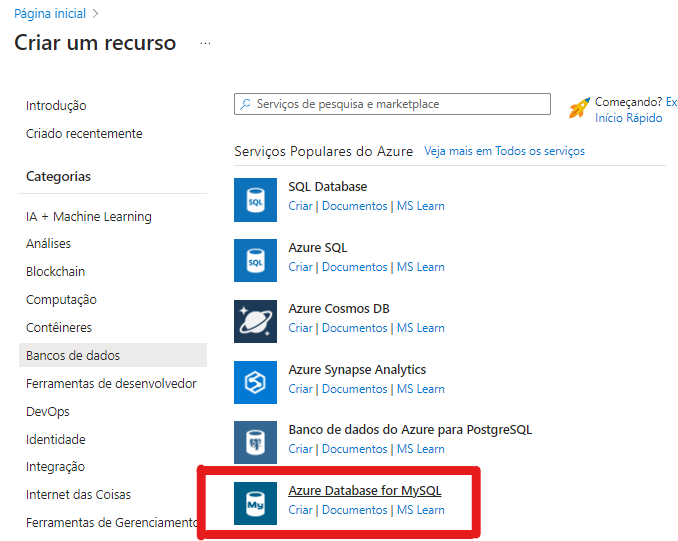 Página inicial
Criar um recurso ...
Serviços de pesquisa e marketplace
Começando? Ex
Início Rápido
Introdução
Criado recentemente
Categorias
IA + Machine Learning
Análises
Blockchain
Computação
Contêineres
Bancos de dados
Ferramentas de desenvolvedor
DevOps
Identidade
Integração
Internet das Coisas
Ferramentas de Gerenciamento
Serviços Populares do Azure Veja mais em Todos os serviços
SQL
SQL Database
Criar | Documentos | MS Learn
SQL
Azure SQL
Criar | Documentos | MS Learn
Azure Cosmos DB
Criar | Documentos | MS Learn
Azure Synapse Analytics
Criar | Documentos | MS Learn
Banco de dados do Azure para PostgreSQL
Criar | Documentos | MS Learn
My
Azure Database for MySQL
Criar | Documentos | MS Learn